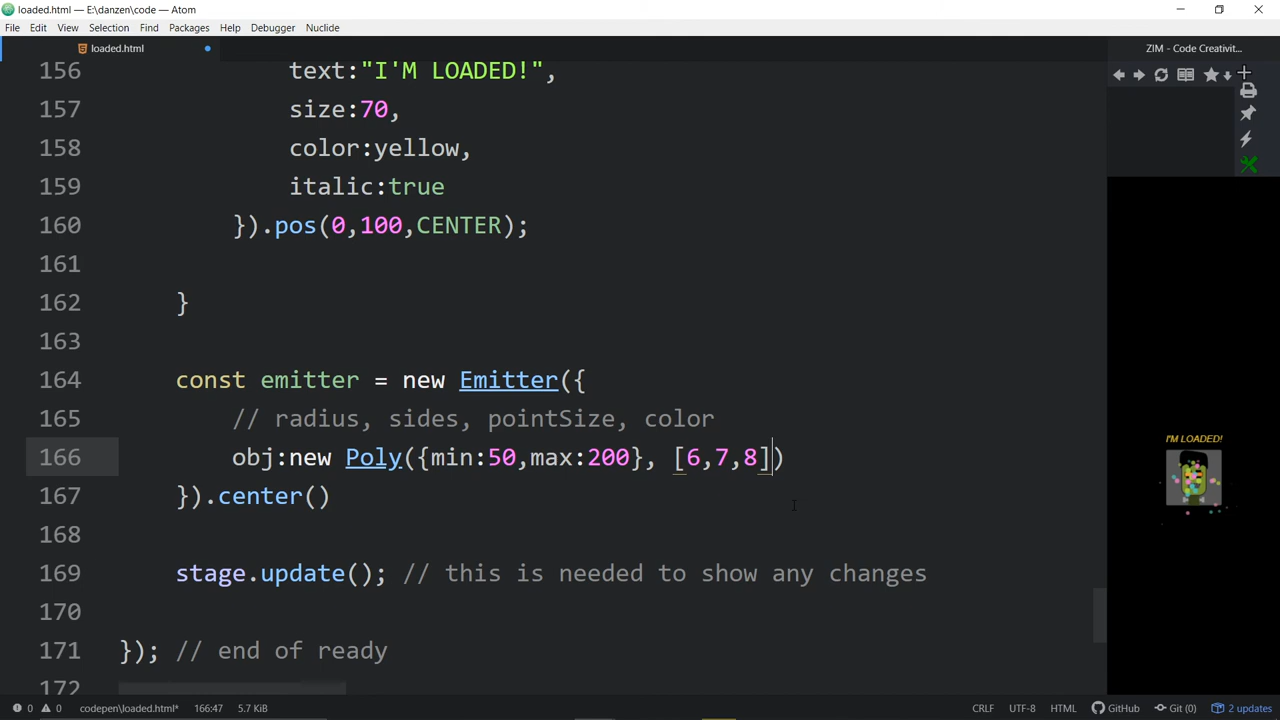 loaded.html — E:\danzen\code — Atom
File Edit View Selection Find Packages Help Debugger Nuclide
loaded.html
ZIM - Code Creativit...
156 text:"I'M LOADED!",
157 size:70,
158 color:yellow,
159 italic:true
160 }).pos(0,100,CENTER);
161
162 }
163
164 const emitter = new Emitter({
165 // radius, sides, pointSize, color
166 obj:new Poly({min:50,max:200}, [6,7,8])
167 }).center()
168
169 stage.update(); // this is needed to show any changes
170
171 }); // end of ready
172
I'M LOADED!
0 0 codepen\loaded.html* 166:47 5.7 KiB CRLF UTF-8 HTML GitHub Git (0) 2 updates